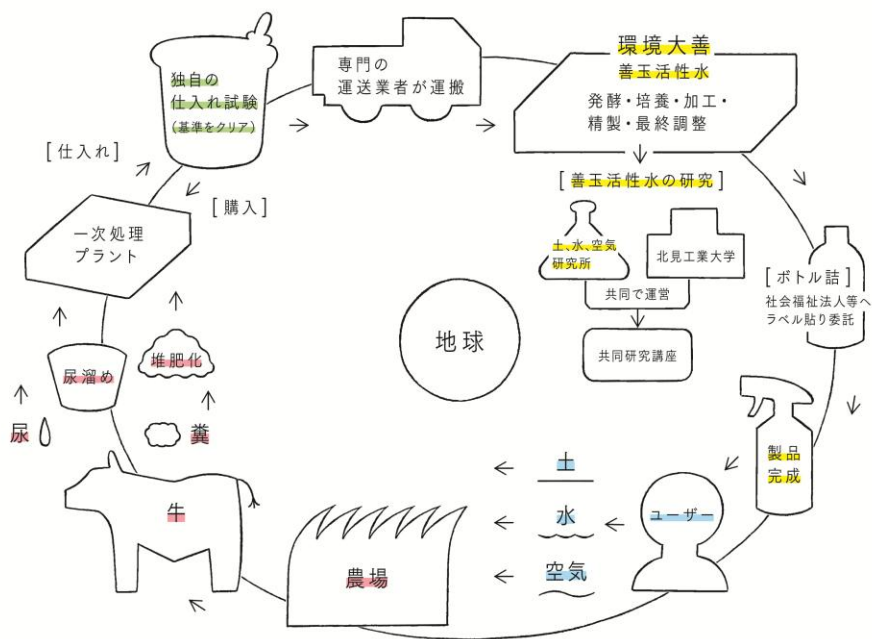 環境大善
善玉活性水
発酵・培養・加工・
精製・最終調整
専門の
運送業者が運搬
独自の
仕入れ試験
（基準をクリア）
[仕入れ]
[購入]
一次処理
プラント
[善玉活性水の研究]
土、水、空気
研究所
北見工業大学
共同で運営
共同研究講座
[ボトル詰]
社会福祉法人等へ
ラベル貼り委託
地球
堆肥化
尿溜め
尿
糞
製品
完成
ユーザー
土
水
空気
牛
農場